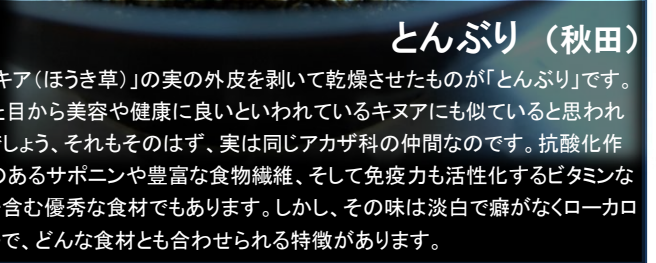 とんぶり （秋田）
キア（ほうき草）」の実の外皮を剥いて乾燥させたものが「とんぶり」です。
目から美容や健康に良いといわれているキヌアにも似ていると思われ
しょう、それもそのはず、実は同じアカザ科の仲間なのです。抗酸化作
のあるサポニンや豊富な食物繊維、そして免疫力も活性化するビタミンな
含む優秀な食材でもあります。しかし、その味は淡白で癖がなくローカロ
で、どんな食材とも合わせられる特徴があります。